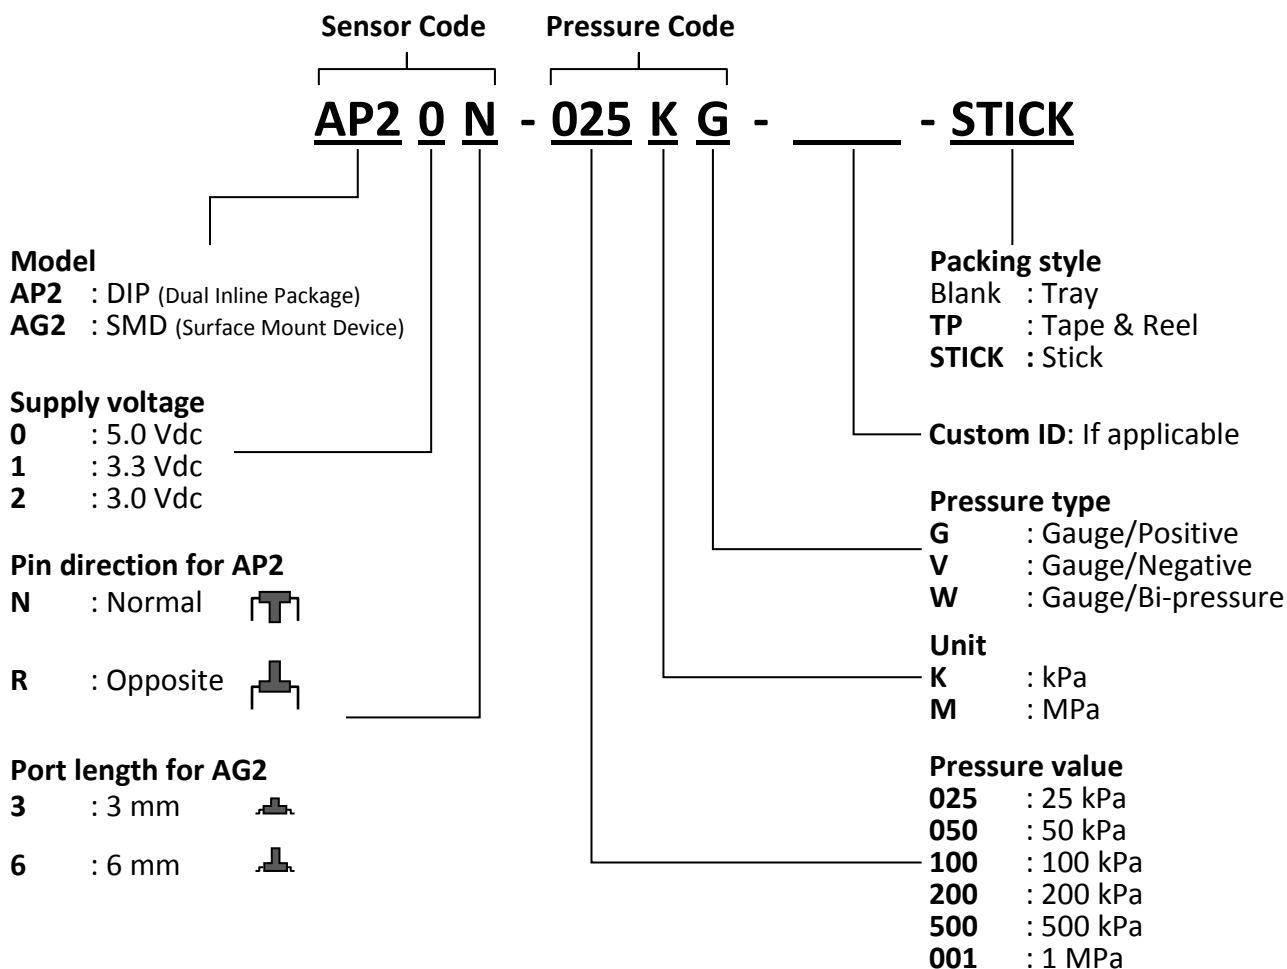 Sensor Code
Pressure Code
AP2 0 N - 025 K G - - STICK
Model
AP2 : DIP (Dual Inline Package)
AG2 : SMD (Surface Mount Device)
Supply voltage
0 : 5.0 Vdc
1 : 3.3 Vdc
2 : 3.0 Vdc
Pin direction for AP2
N : Normal
R : Opposite
Port length for AG2
3 : 3 mm
6 : 6 mm
Packing style
Blank : Tray
TP : Tape & Reel
STICK : Stick
Custom ID: If applicable
Pressure type
G : Gauge/Positive
V : Gauge/Negative
W : Gauge/Bi-pressure
Unit
K : kPa
M : MPa
Pressure value
025 : 25 kPa
050 : 50 kPa
100 : 100 kPa
200 : 200 kPa
500 : 500 kPa
001 : 1 MPa